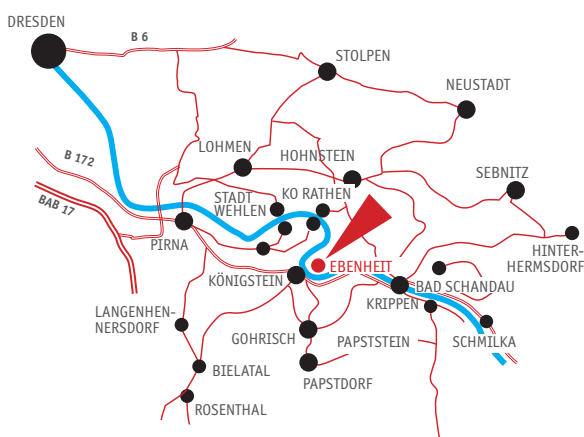 DRESDEN
B 6
STOLPEN
NEUSTADT
B 172
LOHMEN
HOHNSTEIN
SEBNITZ
BAB 17
STADT
WEHLEN
KO RATHEN
PIRNA
HINTER-
HERMSDORF
EBENHEIT
KÖNIGSTEIN
BAD SCHANDAU
KRIPPEN
LANGENHEN-
NERSDORF
GOHRISCH
PAPSTSTEIN
SCHMILKA
BIELATAL
PAPSTDORF
ROSENTHAL